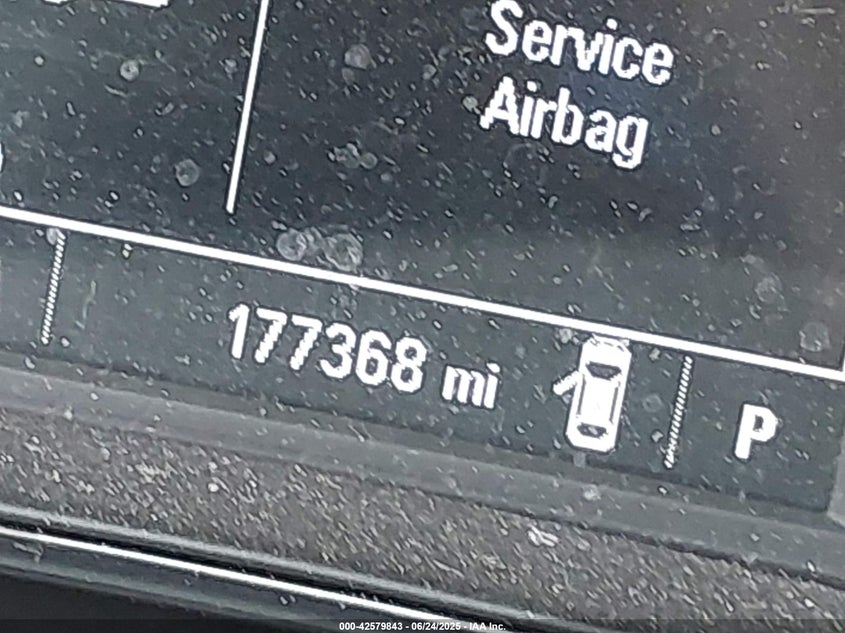 Service
Airbag
177368 mi
P
000-42579843 - 06/24/2025 - IAA Inc.